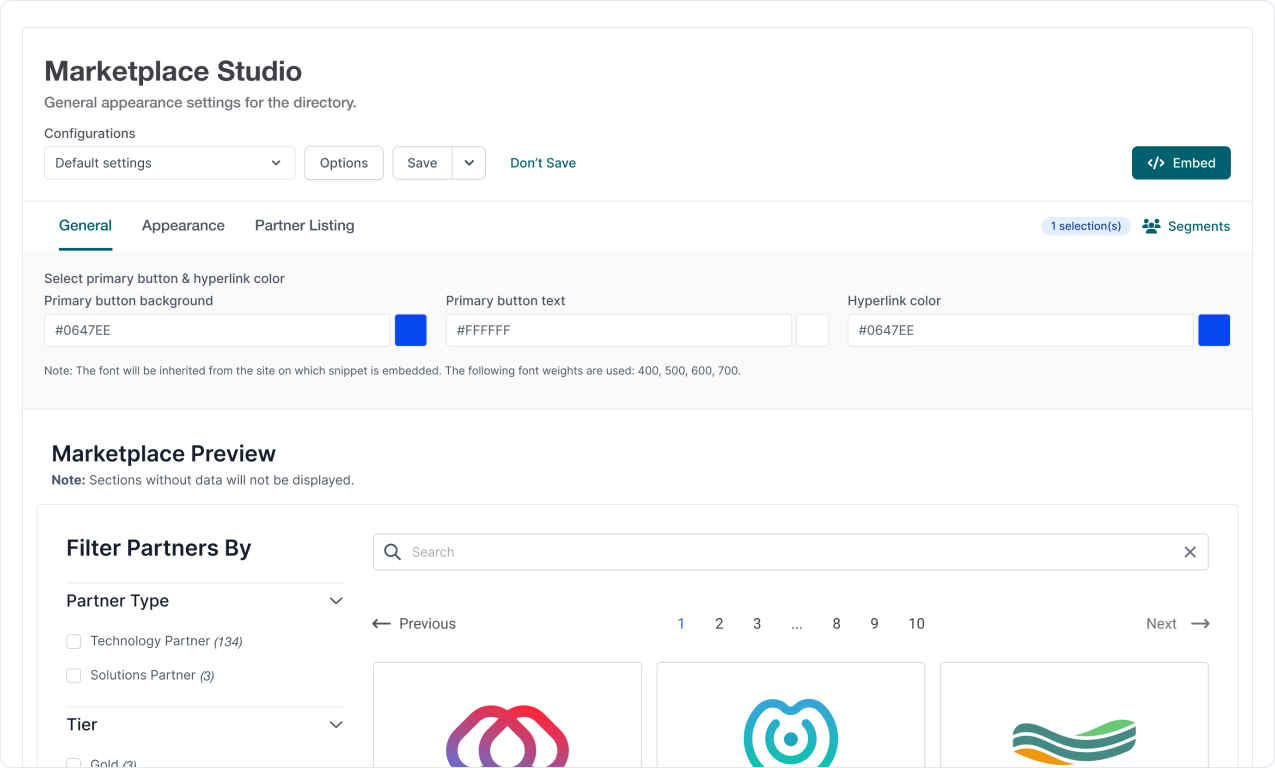 Marketplace Studio
General appearance settings for the directory.
Configurations
Default settings
Options
Save
Don't Save
</> Embed
General
Appearance
Partner Listing
1 selection(s)
Segments
Select primary button & hyperlink color
Primary button background
Primary button text
Hyperlink color
#0647EE
#FFFFFF
#0647EE
Note: The font will be inherited from the site on which snippet is embedded. The following font weights are used: 400, 500, 600, 700.
Marketplace Preview
Note: Sections without data will not be displayed.
Filter Partners By
Search
Partner Type
Previous
1 2 3 ... 8 9 10
Next
Technology Partner (134)
Solutions Partner (3)
Tier
Gold (3)